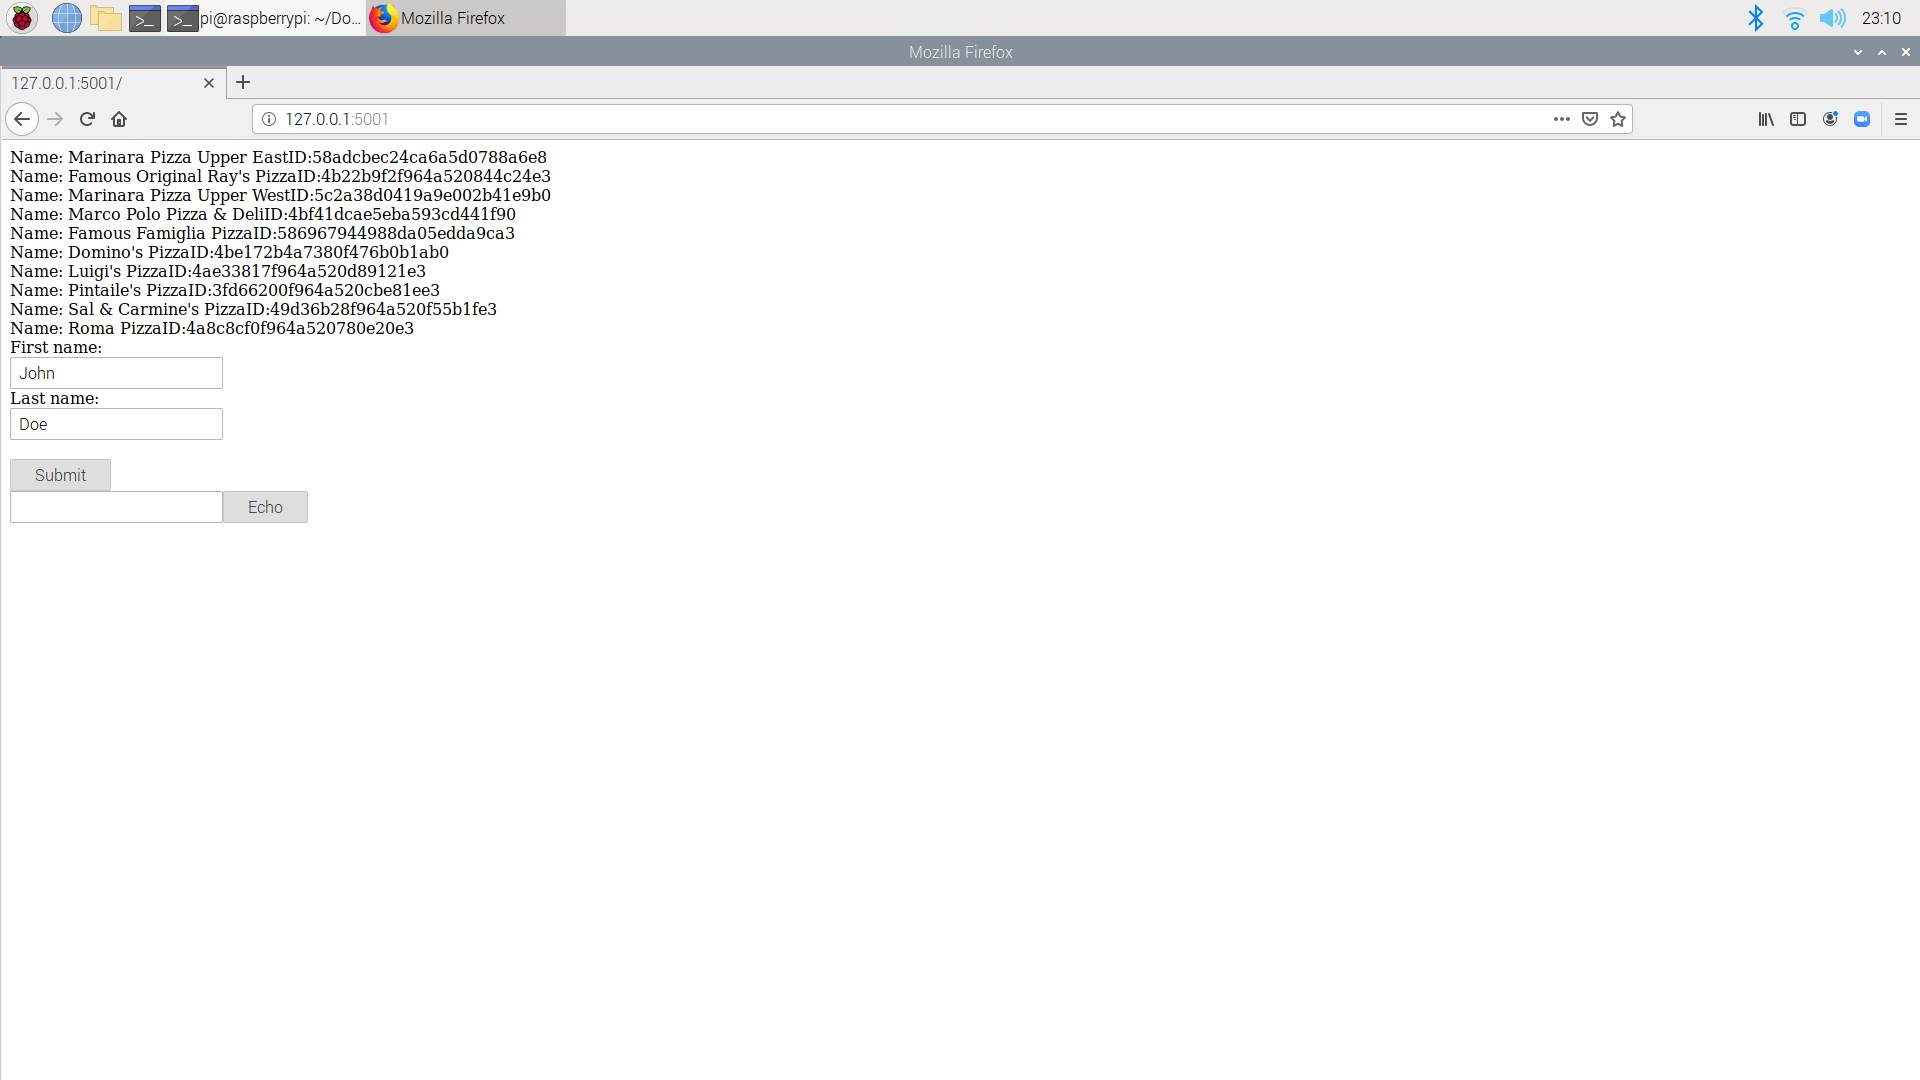 pi@raspberrypi: ~/Do...
Mozilla Firefox
23:10
Mozilla Firefox
127.0.0.1:5001/
127.0.0.1:5001
Name: Marinara Pizza Upper EastID:58adcbec24ca6a5d0788a6e8
Name: Famous Original Ray's PizzaID:4b22b9f2f964a520844c24e3
Name: Marinara Pizza Upper WestID:5c2a38d0419a9e002b41e9b0
Name: Marco Polo Pizza & DeliID:4bf41dcae5eba593cd441f90
Name: Famous Famiglia PizzaID:586967944988da05edda9ca3
Name: Domino's PizzaID:4be172b4a7380f476b0b1ab0
Name: Luigi's PizzaID:4ae33817f964a520d89121e3
Name: Pintaile's PizzaID:3fd66200f964a520cbe81ee3
Name: Sal & Carmine's PizzaID:49d36b28f964a520f55b1fe3
Name: Roma PizzaID:4a8c8cf0f964a520780e20e3
First name:
John
Last name:
Doe
Submit
Echo